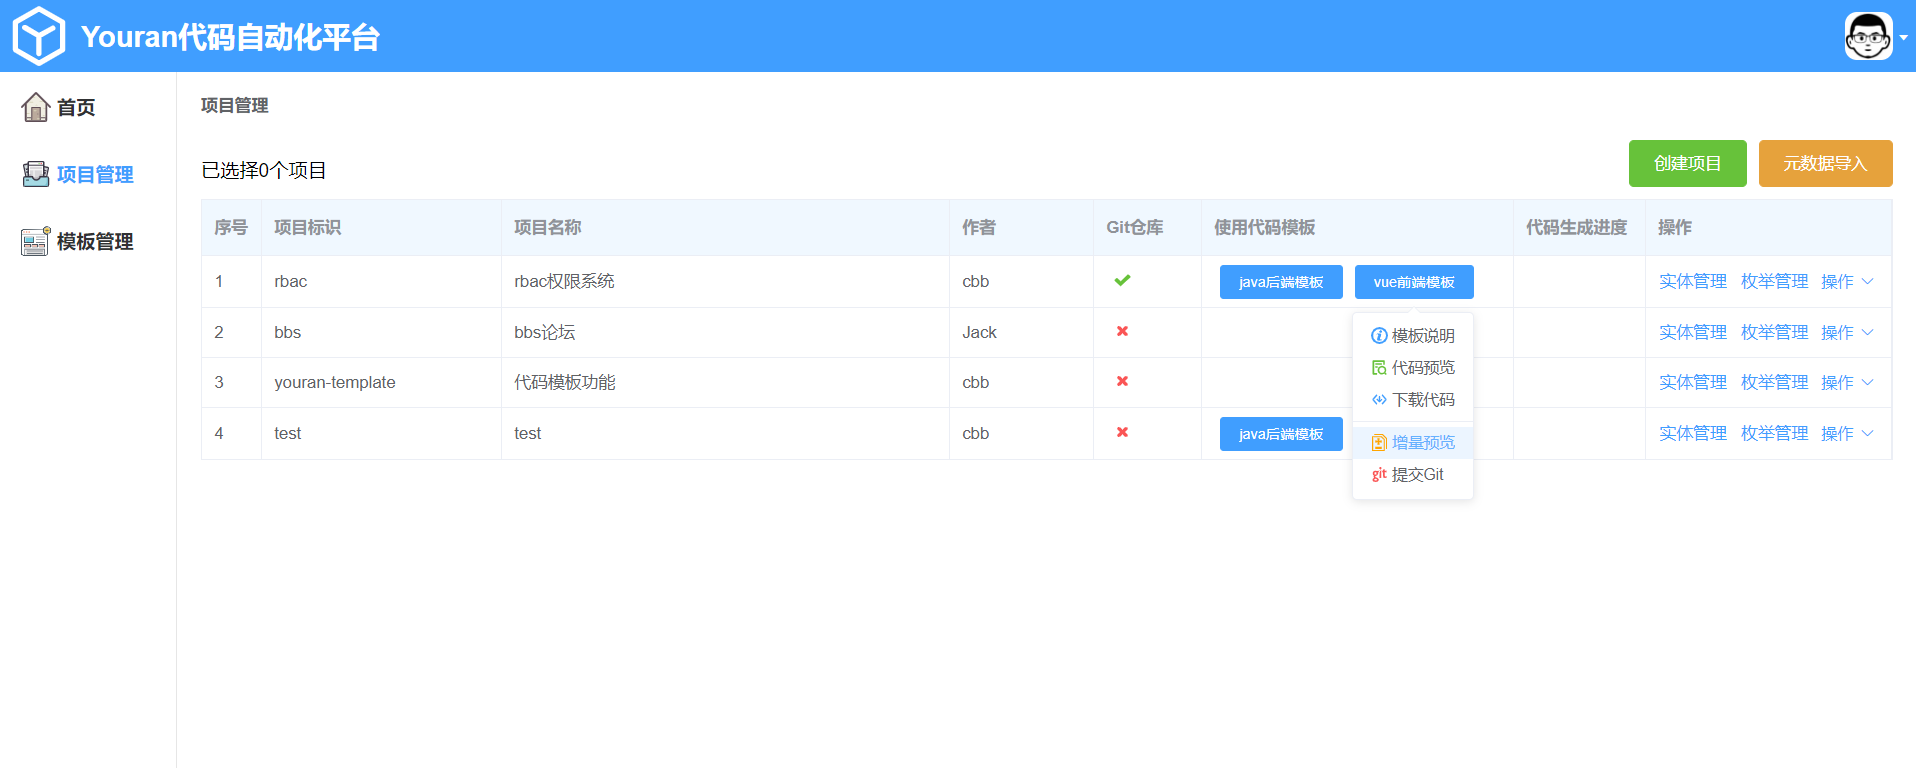 Youran代码自动化平台
首页
项目管理
模板管理
项目管理
已选择0个项目
创建项目 元数据导入
序号 项目标识 项目名称 作者 Git仓库 使用代码模板 代码生成进度 操作
1 rbac rbac权限系统 cbb java后端模板 vue前端模板 实体管理 枚举管理 操作
2 bbs bbs论坛 Jack 实体管理 枚举管理 操作
3 youran-template 代码模板功能 cbb 实体管理 枚举管理 操作
4 test test cbb java后端模板 实体管理 枚举管理 操作
模板说明
代码预览
下载代码
增量预览
git 提交Git